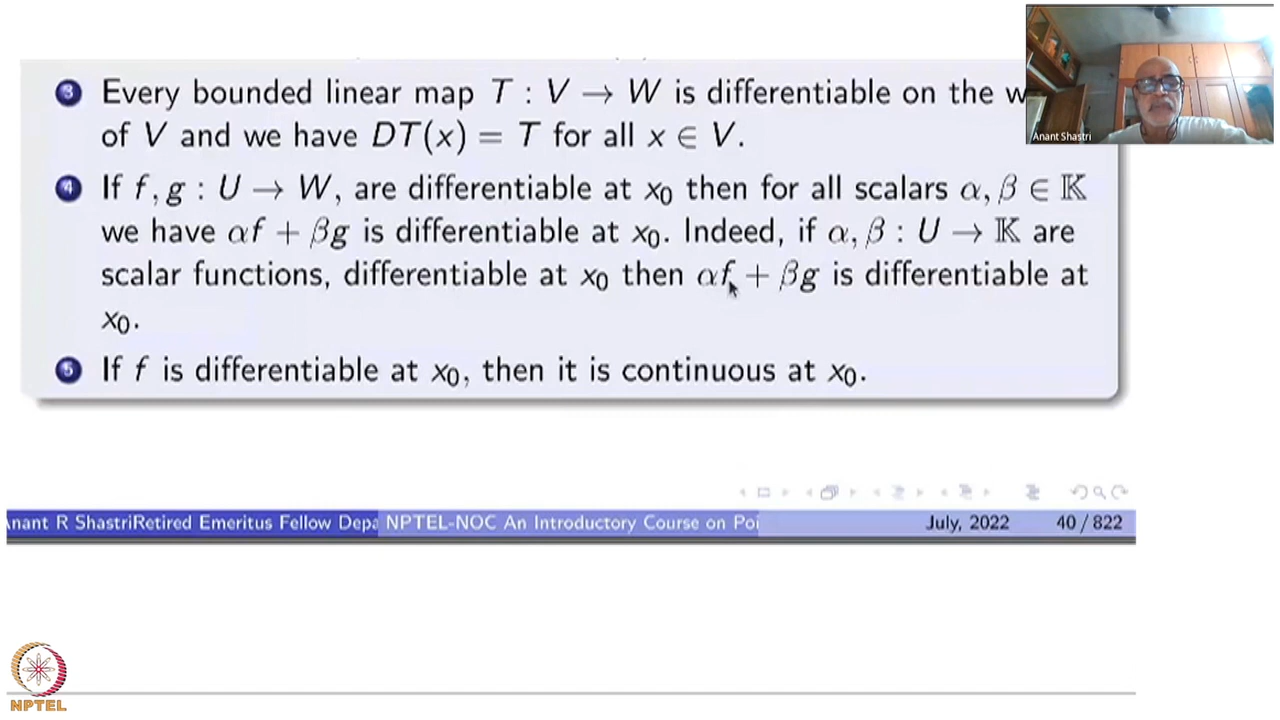 3 Every bounded linear map T : V → W is differentiable on the w
of V and we have DT(x) = T for all x ∈ V.
4 If f, g : U → W, are differentiable at x₀ then for all scalars α, β ∈ 𝕂
we have αf + βg is differentiable at x₀. Indeed, if α, β : U → 𝕂 are
scalar functions, differentiable at x₀ then αf + βg is differentiable at
x₀.
5 If f is differentiable at x₀, then it is continuous at x₀.
Anant Shastri
nant R ShastriRetired Emeritus Fellow Depa NPTEL-NOC An Introductory Course on Poi July, 2022 40 / 822
NPTEL